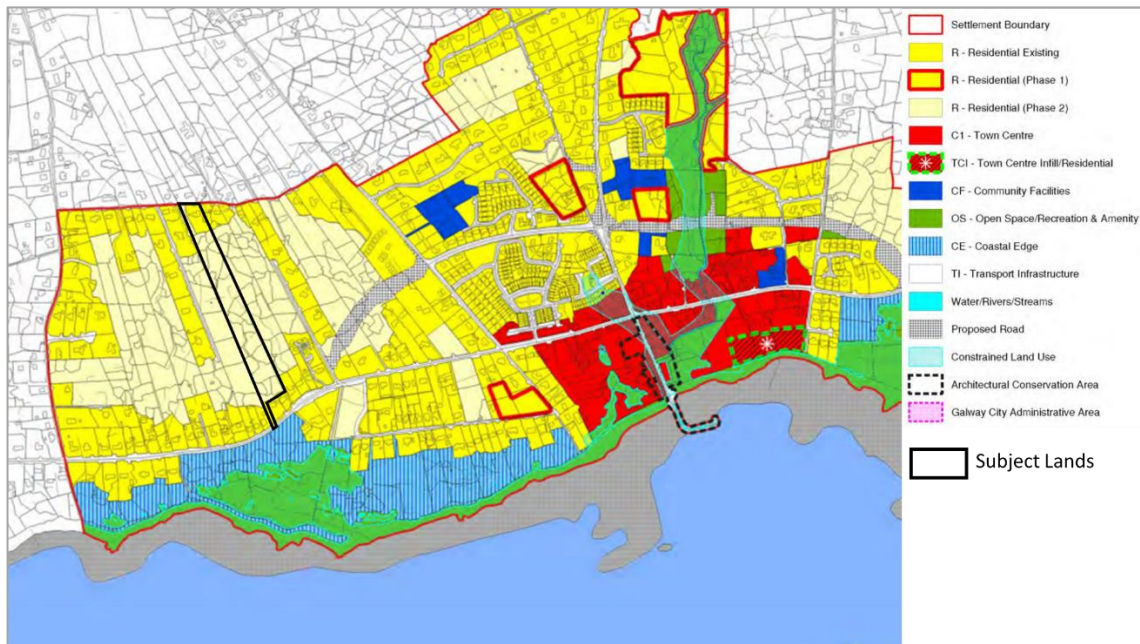 Settlement Boundary
R - Residential Existing
R - Residential (Phase 1)
R - Residential (Phase 2)
C1 - Town Centre
TCI - Town Centre Infill/Residential
CF - Community Facilities
OS - Open Space/Recreation & Amenity
CE - Coastal Edge
TI - Transport Infrastructure
Water/Rivers/Streams
Proposed Road
Constrained Land Use
Architectural Conservation Area
Galway City Administrative Area
Subject Lands